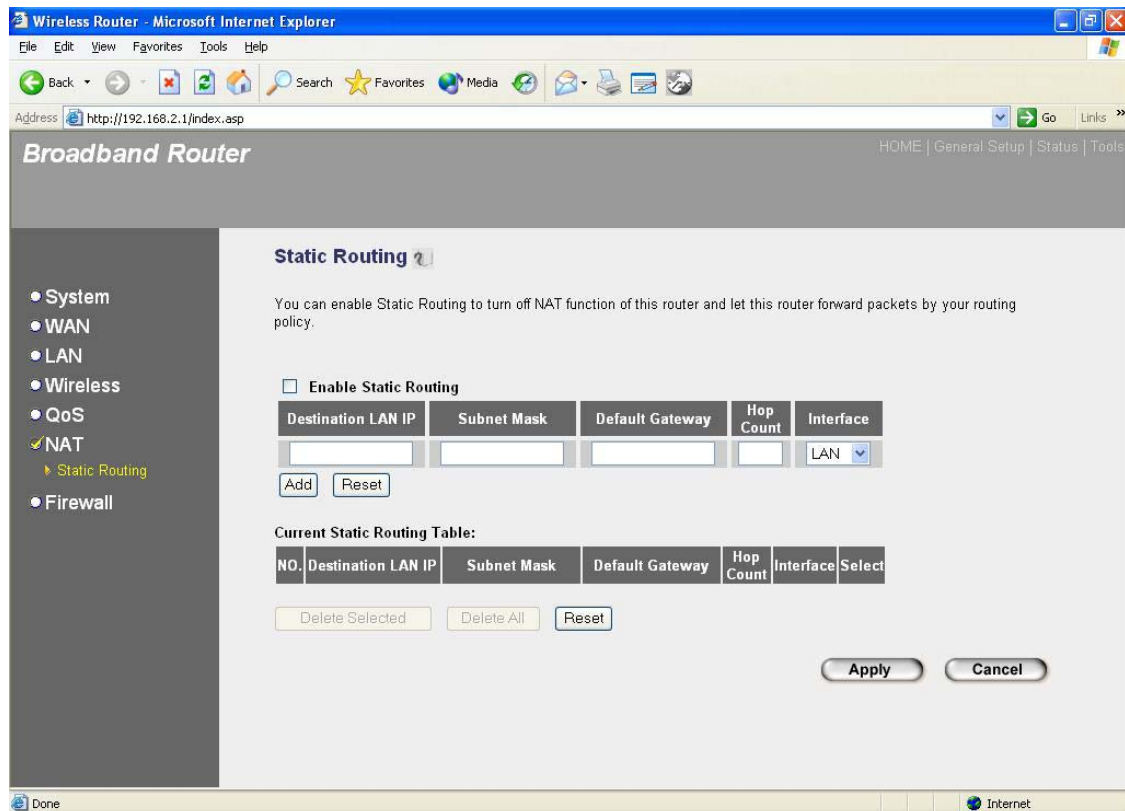 Wireless Router - Microsoft Internet Explorer
File Edit View Favorites Tools Help
Back Search Favorites Media
Address http://192.168.2.1/index.asp Go Links »
Broadband Router
HOME | General Setup | Status | Tools
System
WAN
LAN
Wireless
QoS
NAT
Static Routing
Firewall
Static Routing
You can enable Static Routing to turn off NAT function of this router and let this router forward packets by your routing
policy.
Enable Static Routing
Destination LAN IP Subnet Mask Default Gateway Hop Count Interface
LAN
Add Reset
Current Static Routing Table:
NO. Destination LAN IP Subnet Mask Default Gateway Hop Count Interface Select
Delete Selected Delete All Reset
Apply Cancel
Done Internet